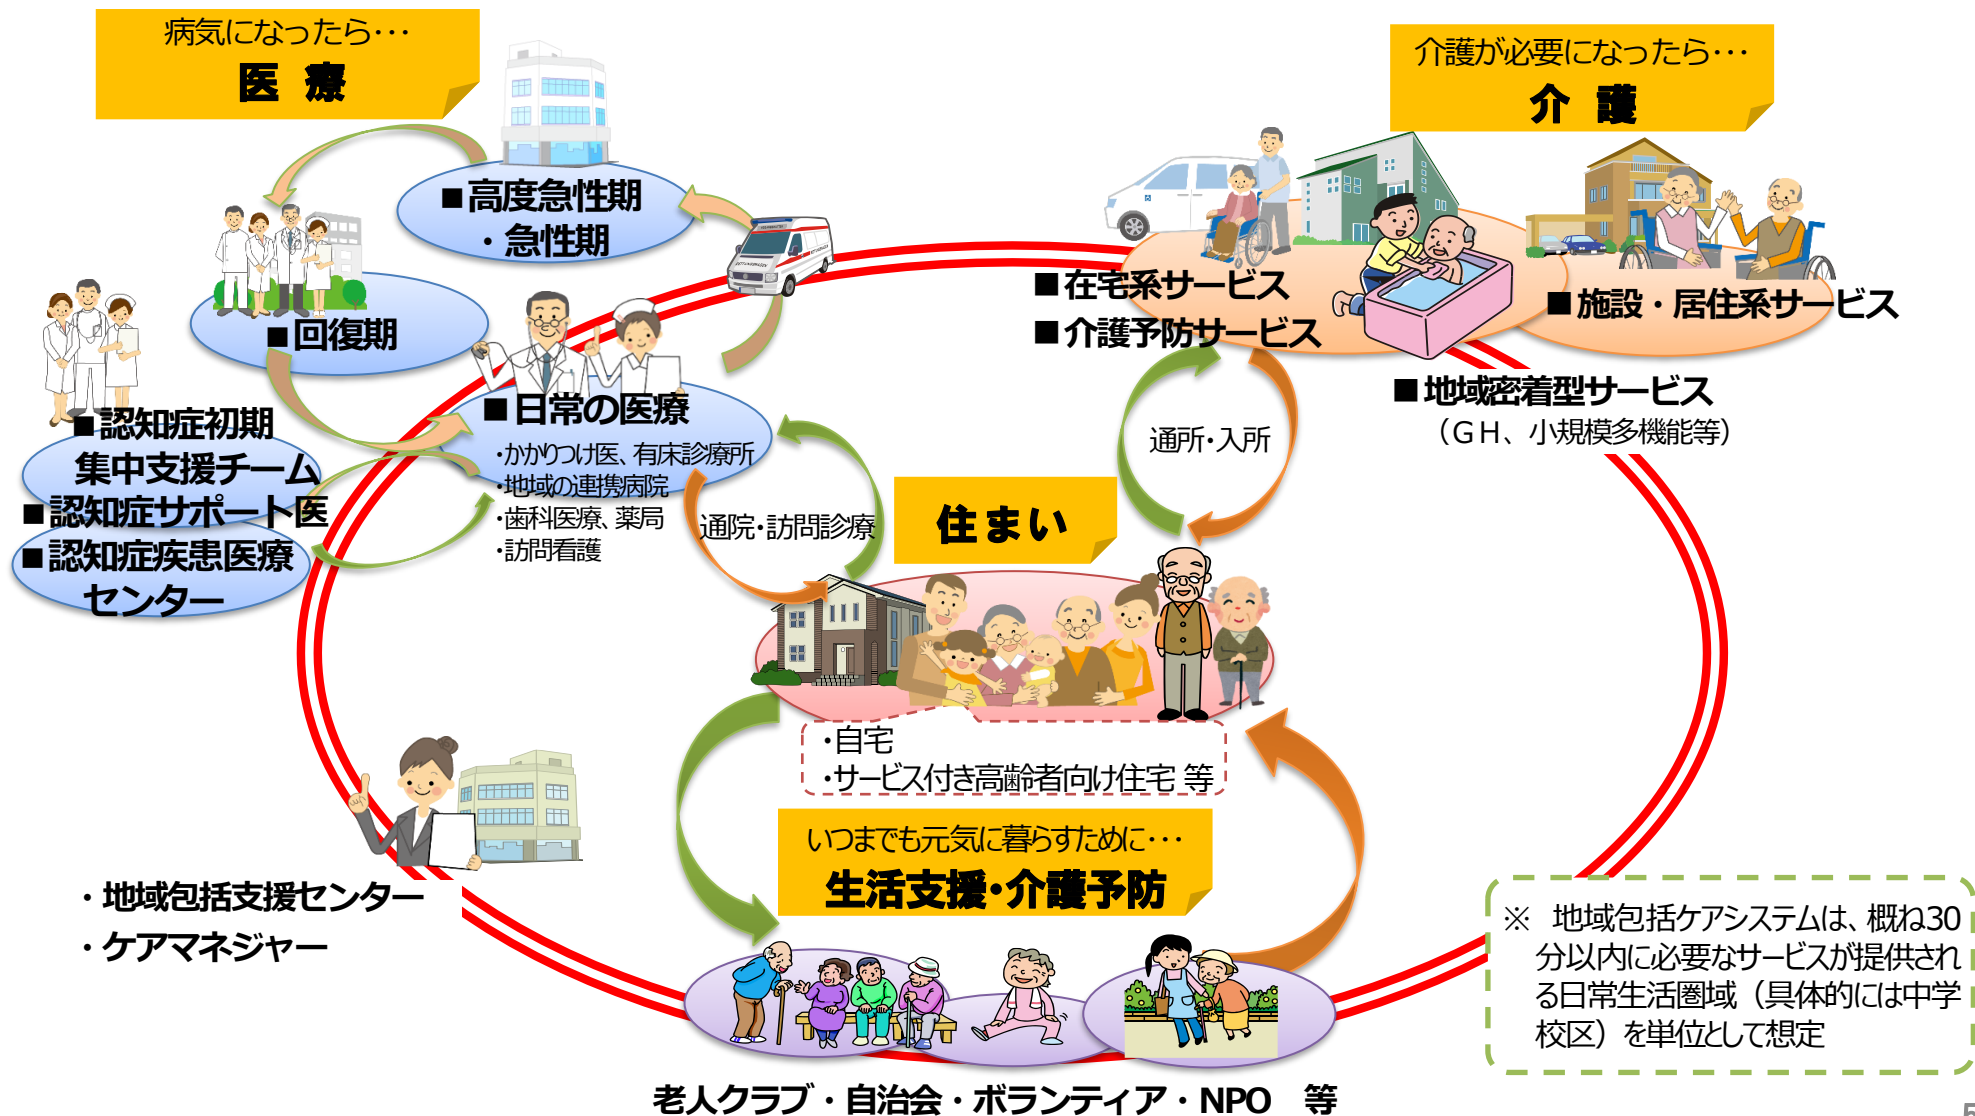 病気になったら･･･
医 療
介護が必要になったら･･･
介 護
■高度急性期
・急性期
■回復期
■日常の医療
・かかりつけ医、有床診療所
・地域の連携病院
・歯科医療、薬局
・訪問看護
■認知症初期
集中支援チーム
■認知症サポート医
■認知症疾患医療
センター
通院・訪問診療
■在宅系サービス
■介護予防サービス
■施設・居住系サービス
■地域密着型サービス
（ＧＨ、小規模多機能等）
通所・入所
住まい
・自宅
・サービス付き高齢者向け住宅 等
いつまでも元気に暮らすために･･･
生活支援・介護予防
・地域包括支援センター
・ケアマネジャー
老人クラブ・自治会・ボランティア・NPO　等
※　地域包括ケアシステムは、概ね30
分以内に必要なサービスが提供され
る日常生活圏域（具体的には中学
校区）を単位として想定